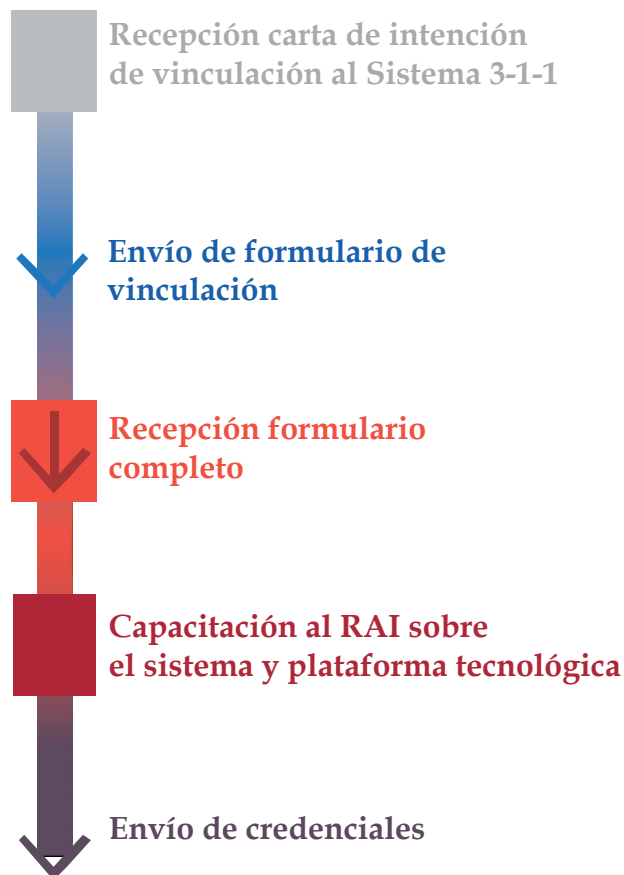 Recepción carta de intención
de vinculación al Sistema 3-1-1
Envío de formulario de
vinculación
Recepción formulario
completo
Capacitación al RAI sobre
el sistema y plataforma tecnológica
Envío de credenciales